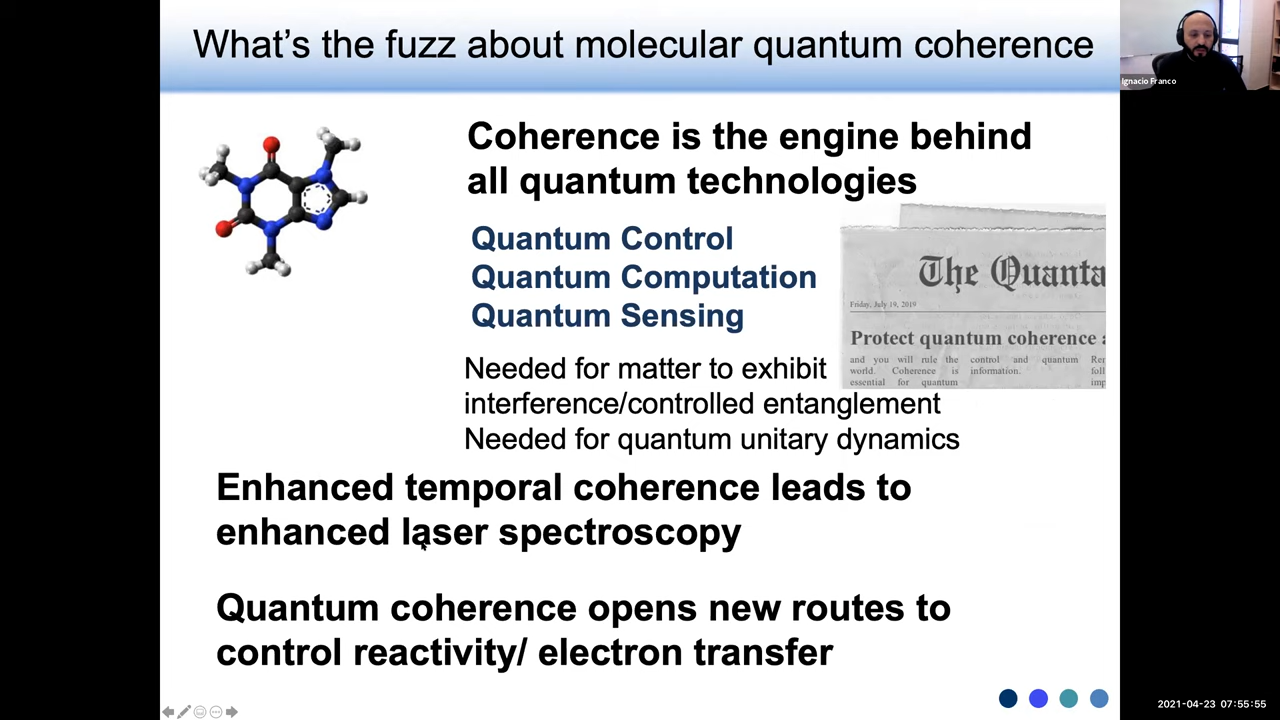 What's the fuzz about molecular quantum coherence
Ignacio Franco
Coherence is the engine behind
all quantum technologies
Quantum Control
Quantum Computation
Quantum Sensing
The Quanta
Friday, July 19, 2019
Protect quantum coherence
and you will rule the
world. Coherence is
essential for quantum
control and quantum
information.
Needed for matter to exhibit
interference/controlled entanglement
Needed for quantum unitary dynamics
Enhanced temporal coherence leads to
enhanced laser spectroscopy
Quantum coherence opens new routes to
control reactivity/ electron transfer
2021-04-23 07:55:55